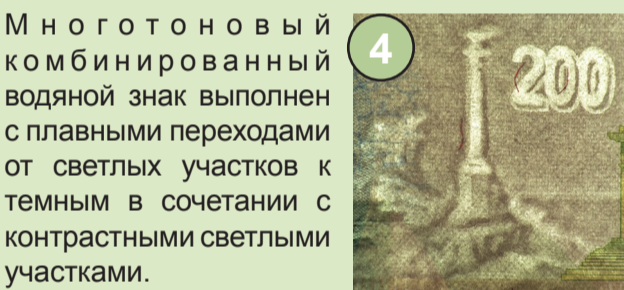 Многотоновый
комбинированный
водяной знак выполнен
с плавными переходами
от светлых участков к
темным в сочетании с
контрастными светлыми
участками.
4
200